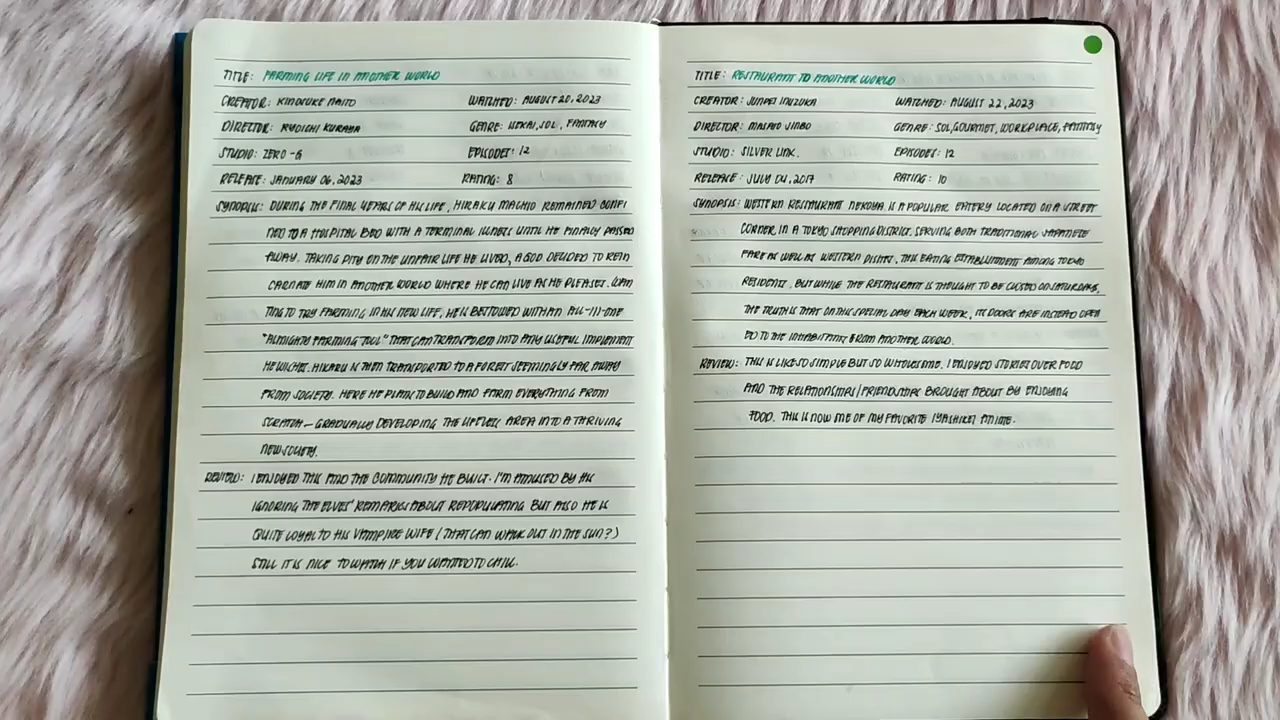 TITLE: FARMING LIFE IN ANOTHER WORLD
CREATOR: KINOSUKE NAITO
WATCHED: AUGUST 20, 2023
DIRECTOR: RYOICHI KURAYA
GENRE: ISEKAI, SOL, FANTASY
STUDIO: ZERO-G
EPISODES: 12
RELEASE: JANUARY 06, 2023
RATING: 8
SYNOPSIS: DURING THE FINAL YEARS OF HIS LIFE, HIRAKU MACHIO REMAINED CONFI
NED TO A HOSPITAL BED WITH A TERMINAL ILLNESS UNTIL HE FINALLY PASSED
AWAY. TAKING PITY ON THE UNFAIR LIFE HE LIVED, A GOD DECIDED TO REIN
CARNATE HIM IN ANOTHER WORLD WHERE HE CAN LIVE AS HE PLEASES. WAN
TING TO TRY FARMING IN HIS NEW LIFE, HE IS BESTOWED WITH AN ALL-IN-ONE
"ALMIGHTY FARMING TOOL" THAT CAN TRANSFORM INTO ANY USEFUL IMPLEMENT
HE WISHES. HIKARU IS THEN TRANSPORTED TO A FOREST SEEMINGLY FAR AWAY
FROM SOCIETY. HERE HE PLANS TO BUILD AND FARM EVERYTHING FROM
SCRATCH — GRADUALLY DEVELOPING THE LIFELESS AREA INTO A THRIVING
NEW SOCIETY.
REVIEW: I ENJOYED THIS AND THE COMMUNITY HE BUILT. I'M AMUSED BY HIS
IGNORING THE ELVES' REMARKS ABOUT REPOPULATING BUT ALSO HE IS
QUITE LOYAL TO HIS VAMPIRE WIFE (THAT CAN WALK OUT IN THE SUN?)
STILL IT IS NICE TO WATCH IF YOU WANTED TO CHILL.
TITLE: RESTAURANT TO ANOTHER WORLD
CREATOR: JUNPEI INUZUKA
WATCHED: AUGUST 22, 2023
DIRECTOR: MASATO JINBO
GENRE: SOL, GOURMET, WORKPLACE, FANTASY
STUDIO: SILVER LINK.
EPISODES: 12
RELEASE: JULY 04, 2017
RATING: 10
SYNOPSIS: WESTERN RESTAURANT NEKOYA IS A POPULAR EATERY LOCATED ON A STREET
CORNER IN A TOKYO SHOPPING DISTRICT. SERVING BOTH TRADITIONAL JAPANESE
FARE AS WELL AS WESTERN DISHES, THIS EATING ESTABLISHMENT AMONG TOKYO
RESIDENTS. BUT WHILE THE RESTAURANT IS THOUGHT TO BE CLOSED ON SATURDAYS,
THE TRUTH IS THAT ON THIS SPECIAL DAY EACH WEEK, ITS DOORS ARE INSTEAD OPEN
ED TO THE INHABITANTS FROM ANOTHER WORLD.
REVIEW: THIS IS LIKE SO SIMPLE BUT SO WHOLESOME. I ENJOYED STORIES OVER FOOD
AND THE RELATIONSHIPS/FRIENDSHIPS BROUGHT ABOUT BY ENJOYING
FOOD. THIS IS NOW ONE OF MY FAVORITE IYASHIKEI ANIME.